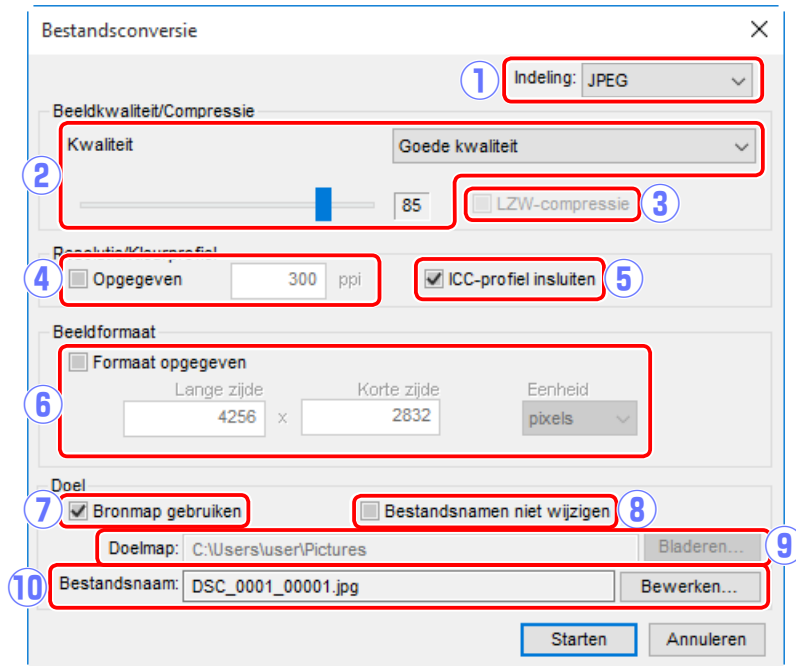 Bestandsconversie
1 Indeling: JPEG
Beeldkwaliteit/Compressie
Kwaliteit Goede kwaliteit
2
85 LZW-compressie 3
Resolutie/Kleurprofiel
4 Opgegeven 300 ppi ICC-profiel insluiten 5
Beeldformaat
Formaat opgegeven
Lange zijde Korte zijde Eenheid
6 4256 x 2832 pixels
Doel
7 Bronmap gebruiken Bestandsnamen niet wijzigen 8
Doelmap: C:\Users\user\Pictures Bladeren... 9
10 Bestandsnaam: DSC_0001_00001.jpg Bewerken...
Starten Annuleren